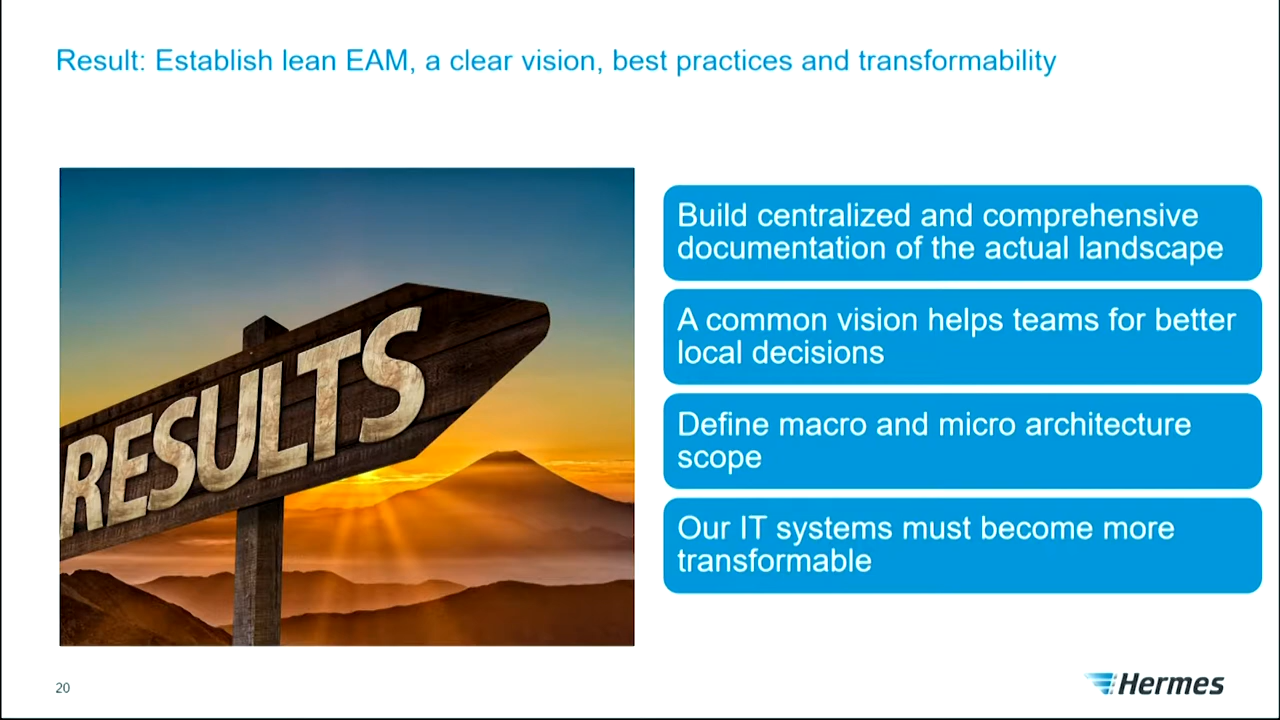 Result: Establish lean EAM, a clear vision, best practices and transformability
RESULTS
Build centralized and comprehensive
documentation of the actual landscape
A common vision helps teams for better
local decisions
Define macro and micro architecture
scope
Our IT systems must become more
transformable
20
Hermes